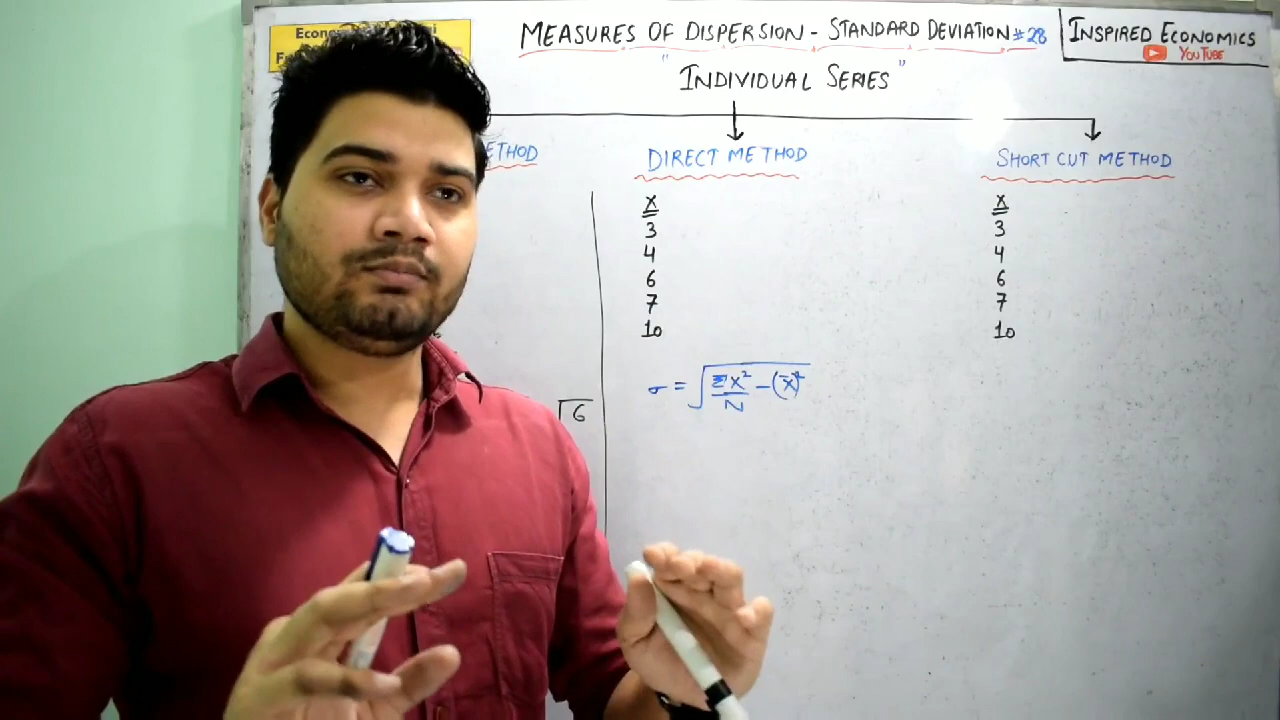 MEASURES OF DISPERSION - STANDARD DEVIATION #28
INSPIRED ECONOMICS
YouTube
"INDIVIDUAL SERIES"
DIRECT METHOD
SHORT CUT METHOD
X
3
4
6
7
10
σ = √ΣX²/N - (X̄)²
√6
X
3
4
6
7
10